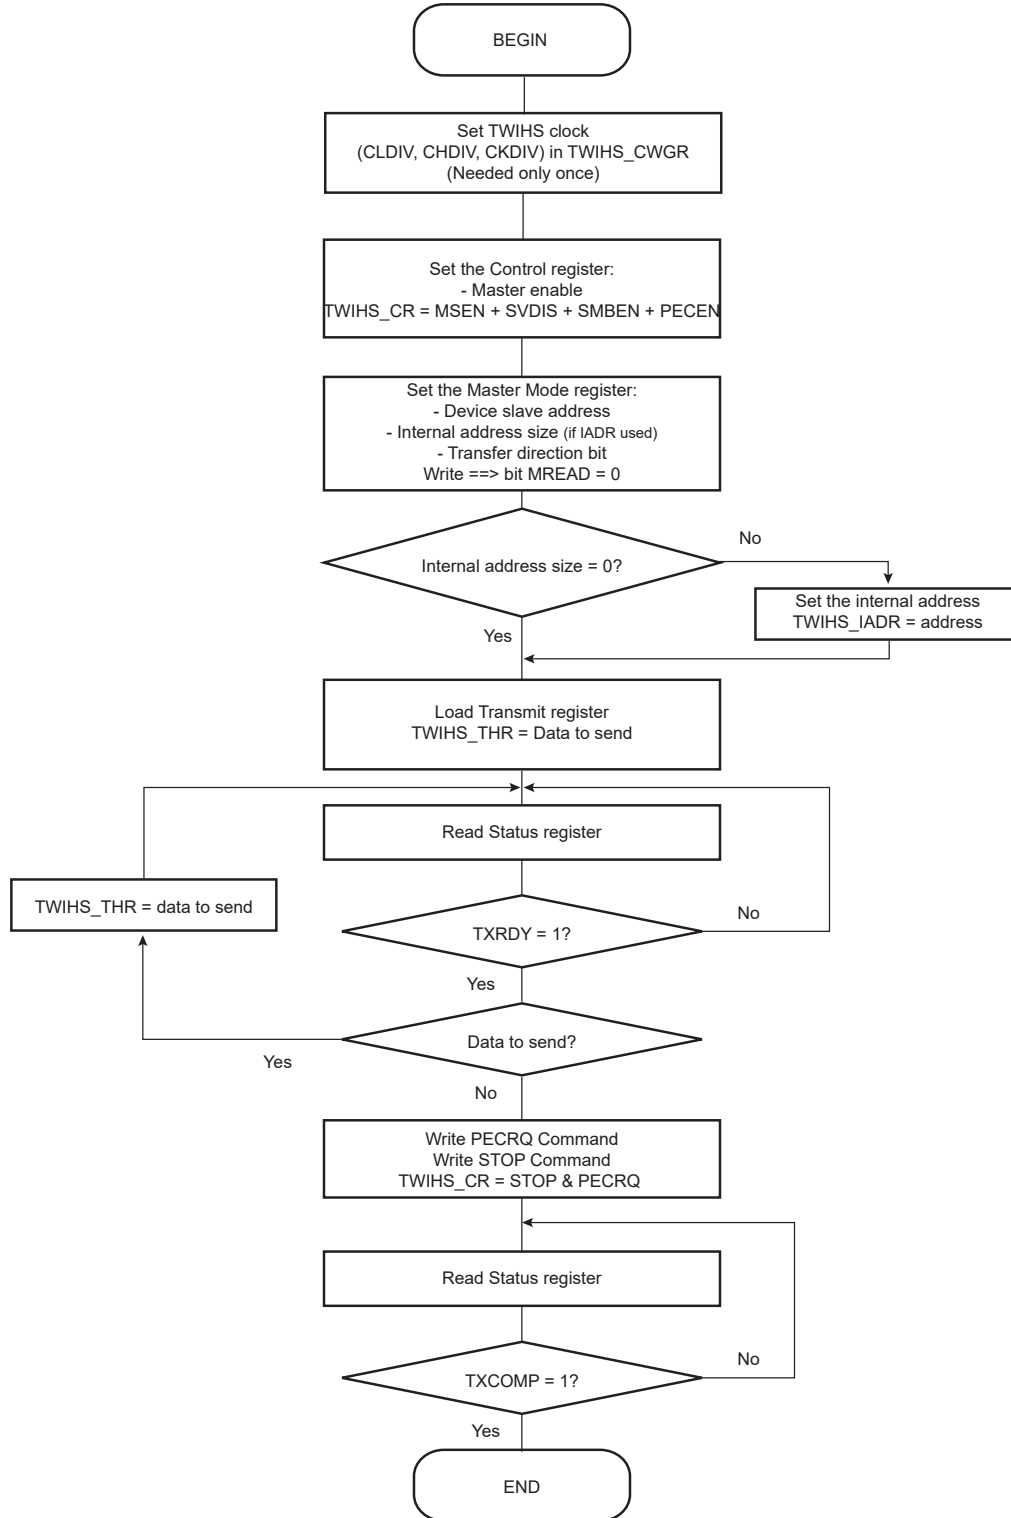 BEGIN
Set TWIHS clock
(CLDIV, CHDIV, CKDIV) in TWIHS_CWGR
(Needed only once)
Set the Control register:
- Master enable
TWIHS_CR = MSEN + SVDIS + SMBEN + PECEN
Set the Master Mode register:
- Device slave address
- Internal address size (if IADR used)
- Transfer direction bit
Write ==> bit MREAD = 0
No
Internal address size = 0?
Set the internal address
TWIHS_IADR = address
Yes
Load Transmit register
TWIHS_THR = Data to send
Read Status register
TWIHS_THR = data to send
No
TXRDY = 1?
Yes
Data to send?
Yes
No
Write PECRQ Command
Write STOP Command
TWIHS_CR = STOP & PECRQ
Read Status register
No
TXCOMP = 1?
Yes
END